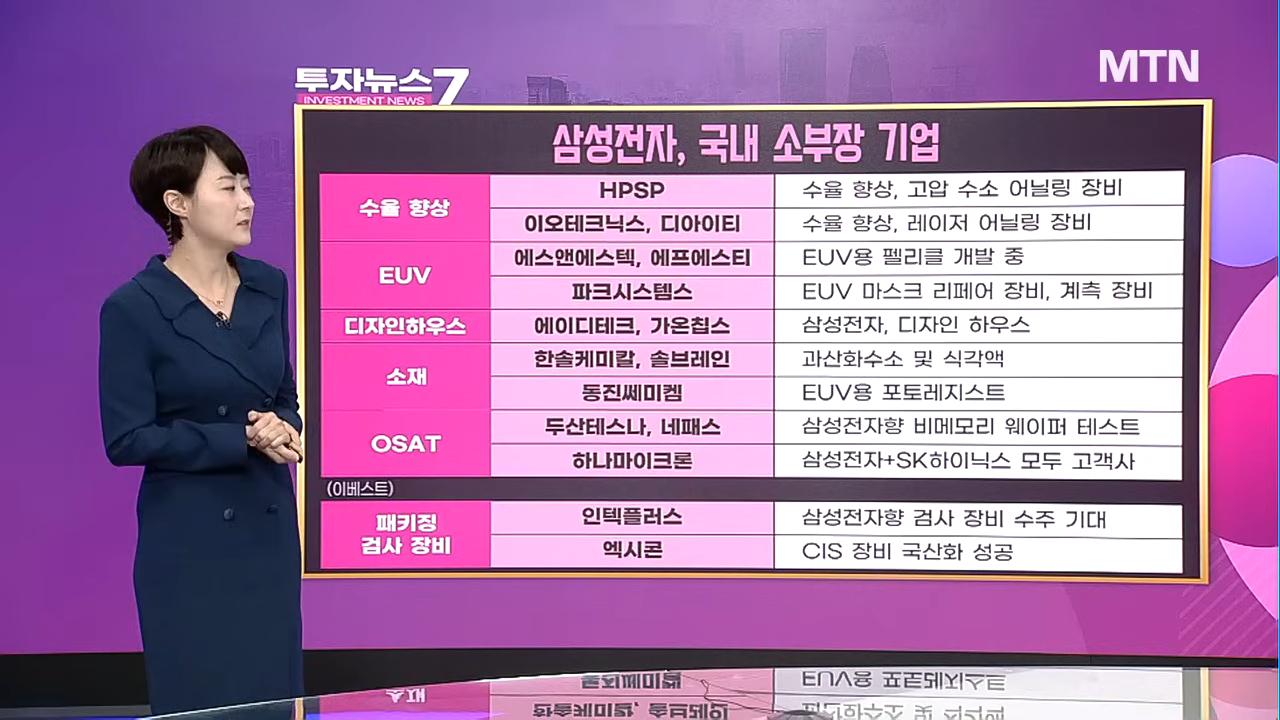 MTN
투자뉴스7
INVESTMENT NEWS
삼성전자, 국내 소부장 기업
수율 향상
HPSP
수율 향상, 고압 수소 어닐링 장비
이오테크닉스, 디아이티
수율 향상, 레이저 어닐링 장비
EUV
에스앤에스텍, 에프에스티
EUV용 펠리클 개발 중
파크시스템스
EUV 마스크 리페어 장비, 계측 장비
디자인하우스
에이디테크, 가온칩스
삼성전자, 디자인 하우스
소재
한솔케미칼, 솔브레인
과산화수소 및 식각액
동진쎄미켐
EUV용 포토레지스트
OSAT
두산테스나, 네패스
삼성전자향 비메모리 웨이퍼 테스트
하나마이크론
삼성전자+SK하이닉스 모두 고객사
(이베스트)
패키징
검사 장비
인텍플러스
삼성전자향 검사 장비 수주 기대
엑시콘
CIS 장비 국산화 성공